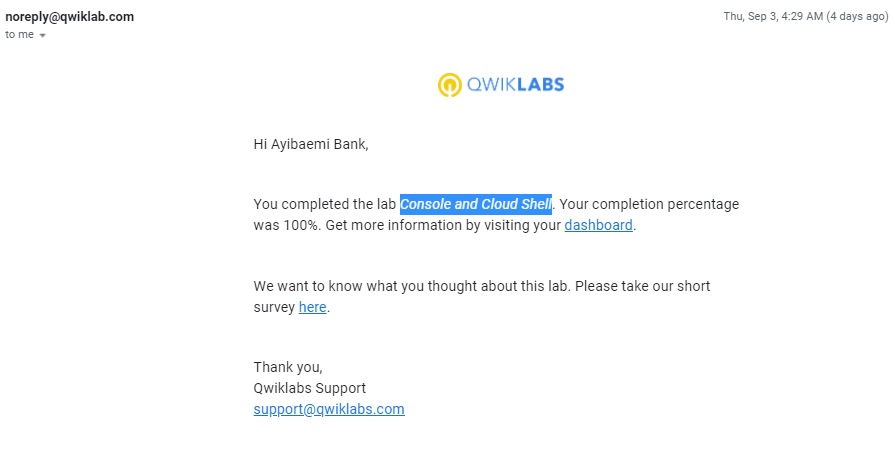 noreply@qwiklab.com
Thu, Sep 3, 4:29 AM (4 days ago)
to me
QWIKLABS
Hi Ayibaemi Bank,
You completed the lab Console and Cloud Shell. Your completion percentage
was 100%. Get more information by visiting your dashboard.
We want to know what you thought about this lab. Please take our short
survey here.
Thank you,
Qwiklabs Support
support@qwiklabs.com